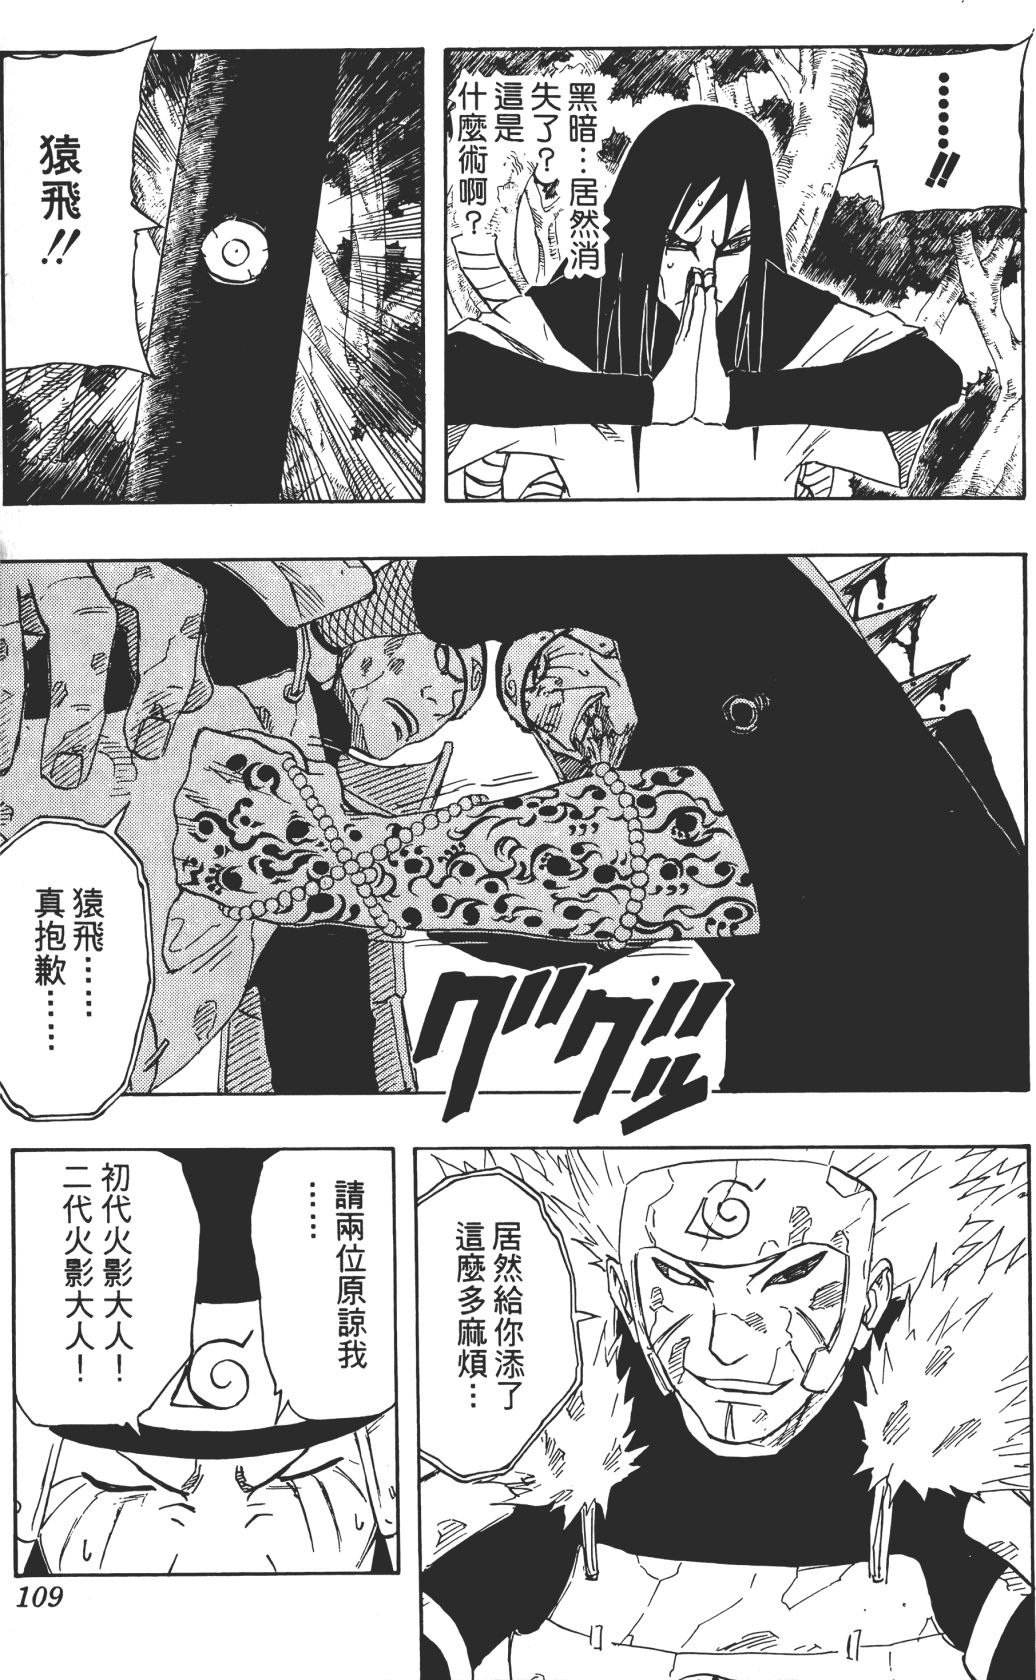 ……!!
黑暗…居然消
失了？
這是
什麼術啊？
猿飛!!
猿飛……
真抱歉……
グググッ
居然給你添了
這麼多麻煩…
請兩位原諒我
……
初代火影大人！
二代火影大人！
109